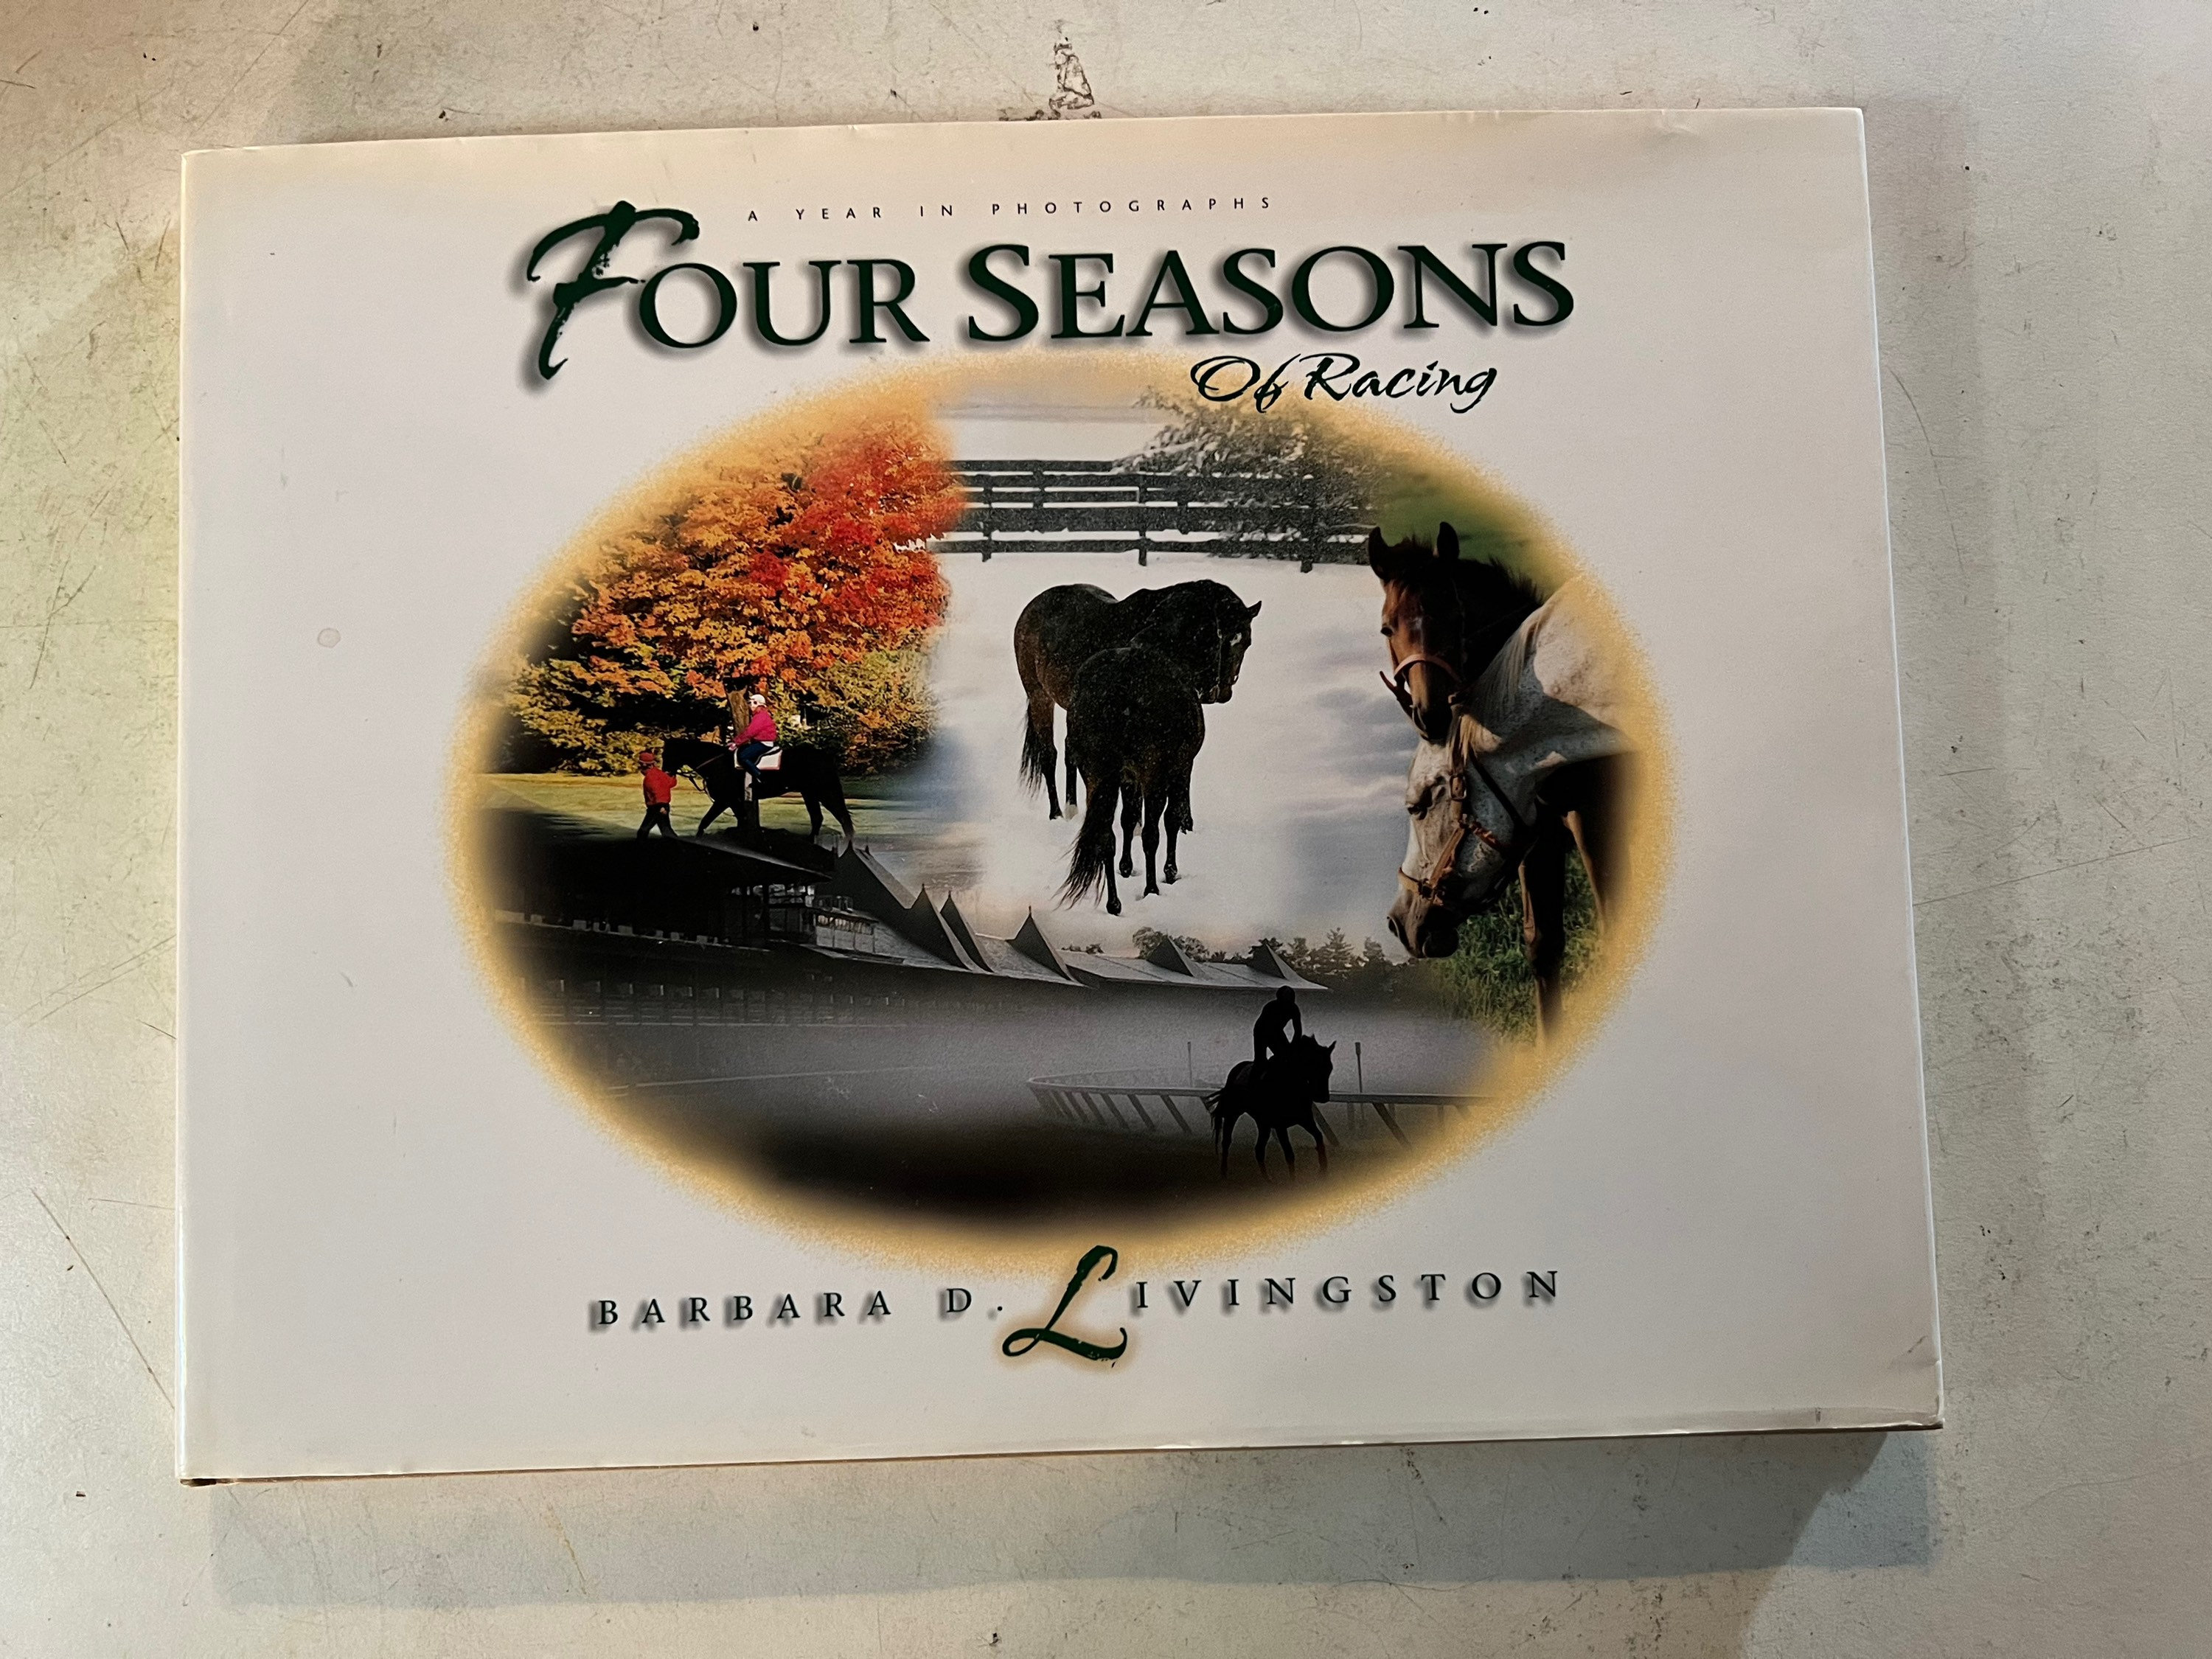 A YEAR IN PHOTOGRAPHS
FOUR SEASONS
Of Racing
BARBARA D. LIVINGSTON